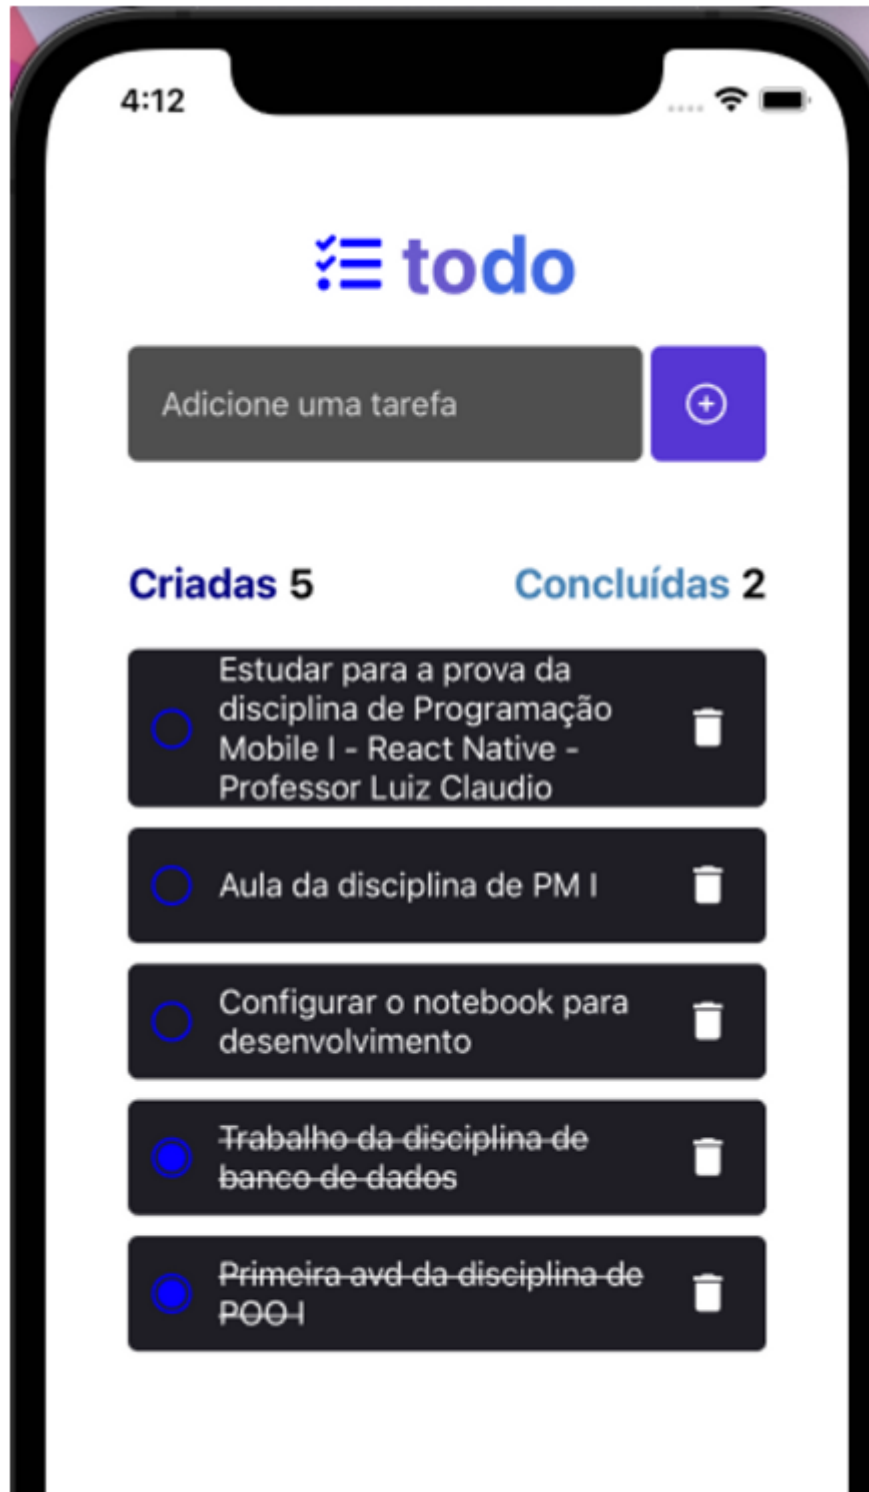 4:12
todo
Adicione uma tarefa
Criadas 5
Concluídas 2
Estudar para a prova da
disciplina de Programação
Mobile I - React Native -
Professor Luiz Claudio
Aula da disciplina de PM I
Configurar o notebook para
desenvolvimento
Trabalho da disciplina de
banco de dados
Primeira avd da disciplina de
POO I